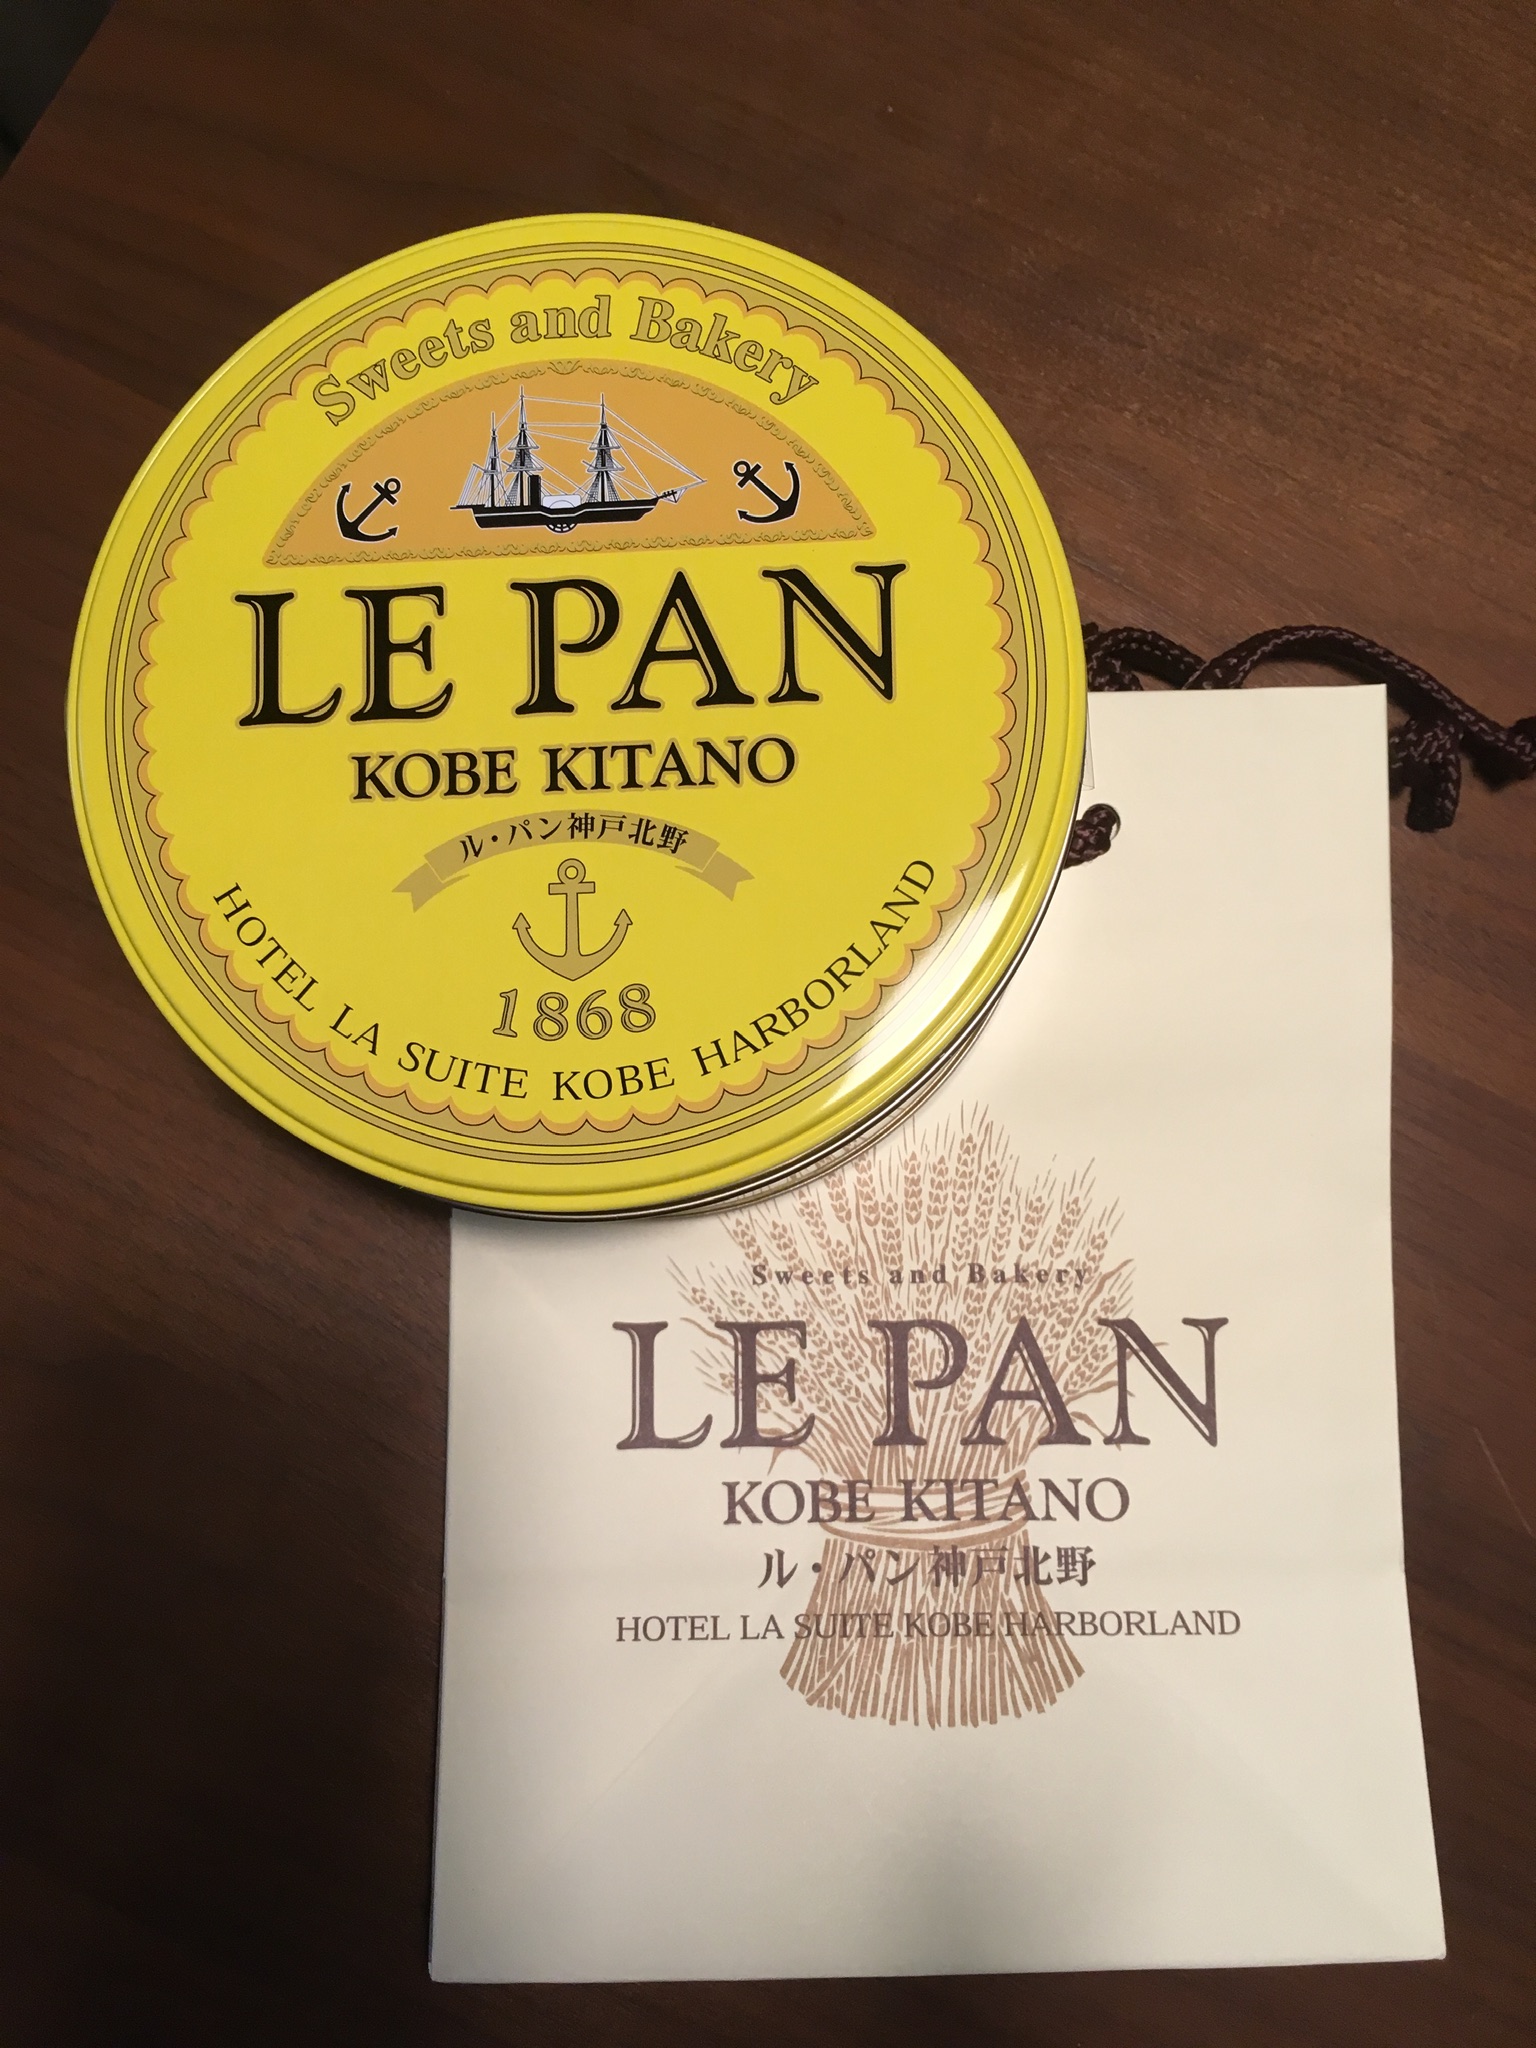 Sweets and Bakery
LE PAN
KOBE KITANO
ル・パン神戸北野
1868
HOTEL LA SUITE KOBE HARBORLAND
Sweets and Bakery
LE PAN
KOBE KITANO
ル・パン神戸北野
HOTEL LA SUITE KOBE HARBORLAND